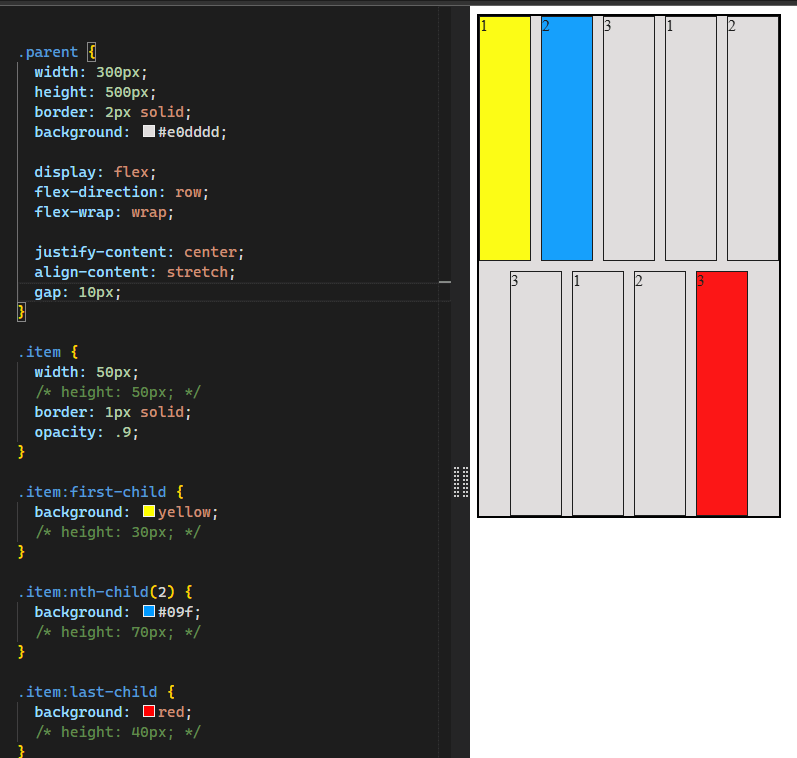 .parent {
width: 300px;
height: 500px;
border: 2px solid;
background: #e0dddd;
display: flex;
flex-direction: row;
flex-wrap: wrap;
justify-content: center;
align-content: stretch;
gap: 10px;
}
.item {
width: 50px;
/* height: 50px; */
border: 1px solid;
opacity: .9;
}
.item:first-child {
background: yellow;
/* height: 30px; */
}
.item:nth-child(2) {
background: #09f;
/* height: 70px; */
}
.item:last-child {
background: red;
/* height: 40px; */
}
1 2 3 1 2
3 1 2 3